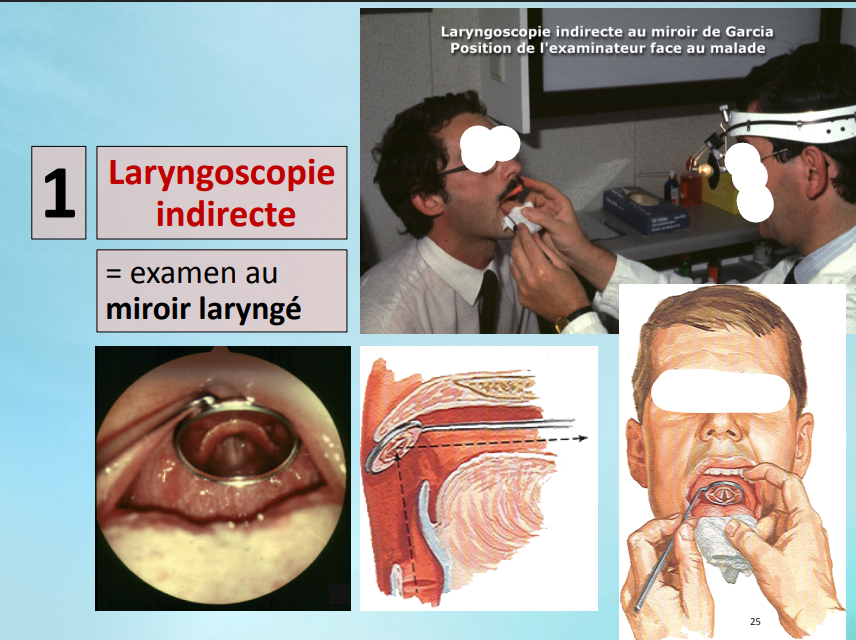 Laryngoscopie indirecte au miroir de Garcia
Position de l'examinateur face au malade
1
Laryngoscopie
indirecte
= examen au
miroir laryngé
25